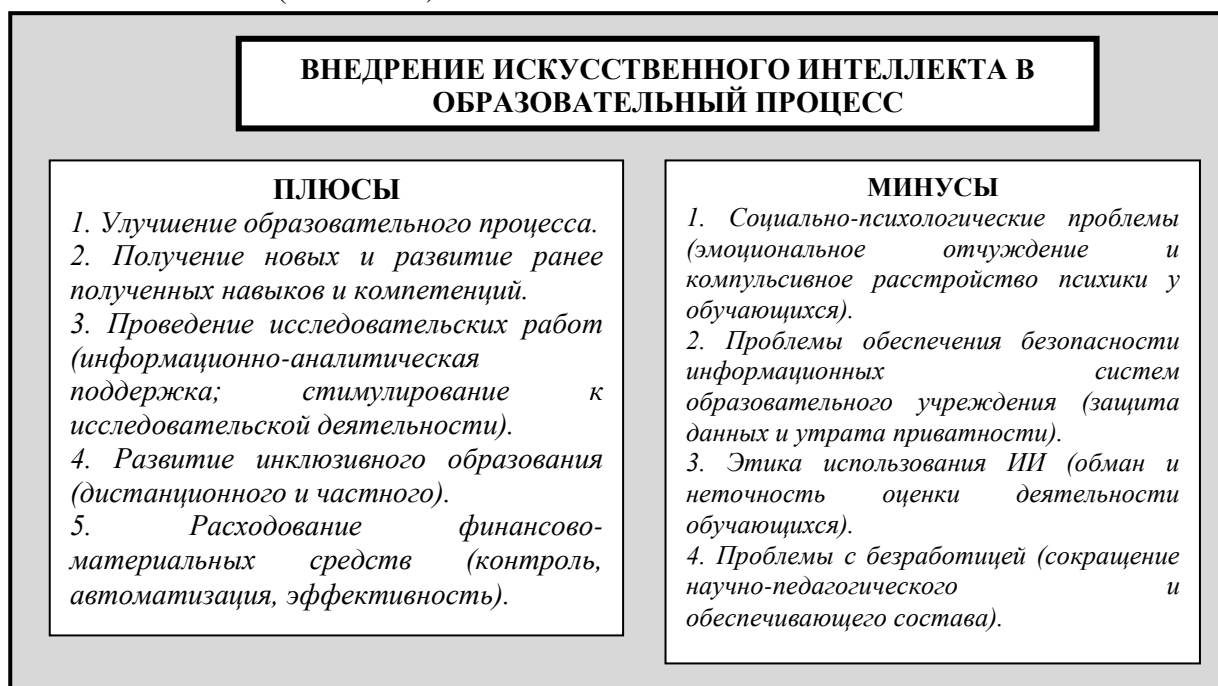 ВНЕДРЕНИЕ ИСКУССТВЕННОГО ИНТЕЛЛЕКТА В
ОБРАЗОВАТЕЛЬНЫЙ ПРОЦЕСС
ПЛЮСЫ
1. Улучшение образовательного процесса.
2. Получение новых и развитие ранее
полученных навыков и компетенций.
3. Проведение исследовательских работ
(информационно-аналитическая
поддержка; стимулирование к
исследовательской деятельности).
4. Развитие инклюзивного образования
(дистанционного и частного).
5. Расходование финансово-
материальных средств (контроль,
автоматизация, эффективность).
МИНУСЫ
1. Социально-психологические проблемы
(эмоциональное отчуждение и
компульсивное расстройство психики у
обучающихся).
2. Проблемы обеспечения безопасности
информационных систем
образовательного учреждения (защита
данных и утрата приватности).
3. Этика использования ИИ (обман и
неточность оценки деятельности
обучающихся).
4. Проблемы с безработицей (сокращение
научно-педагогического и
обеспечивающего состава).